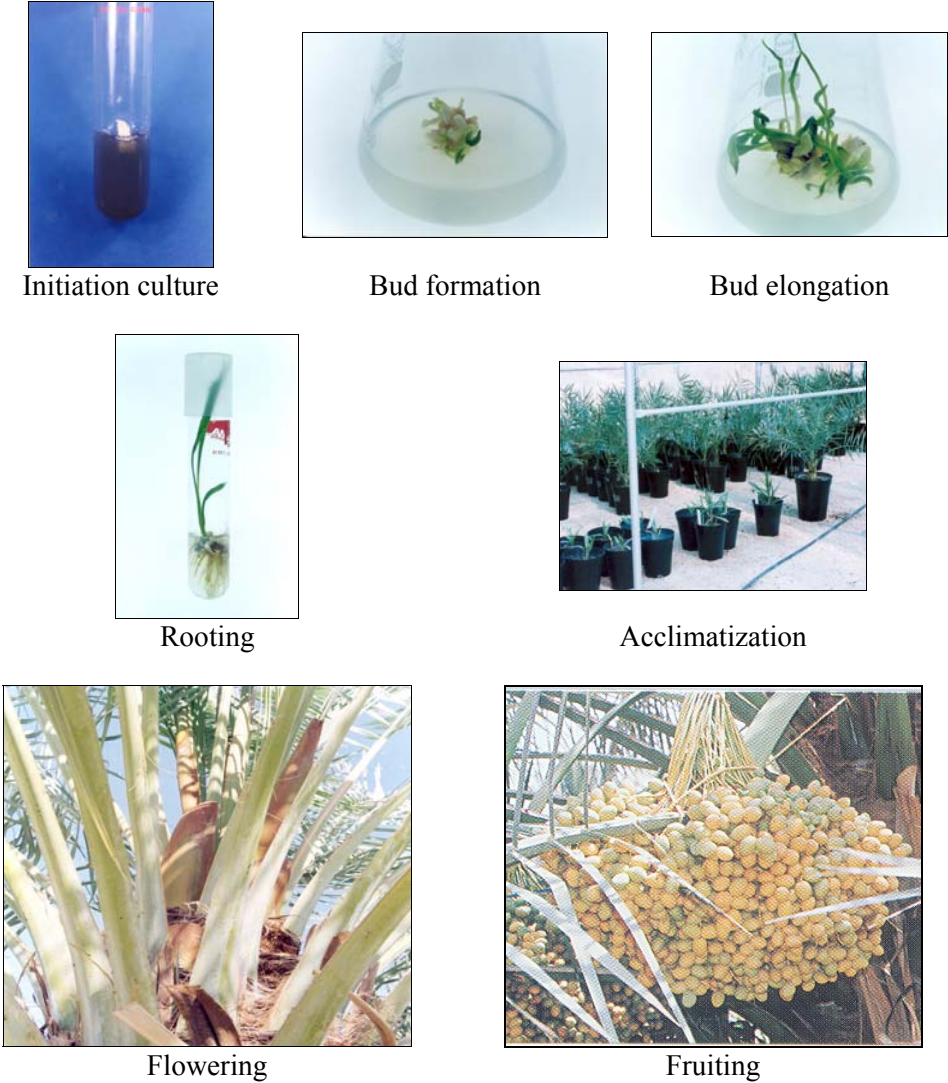 Initiation culture
Bud formation
Bud elongation
Rooting
Acclimatization
Flowering
Fruiting